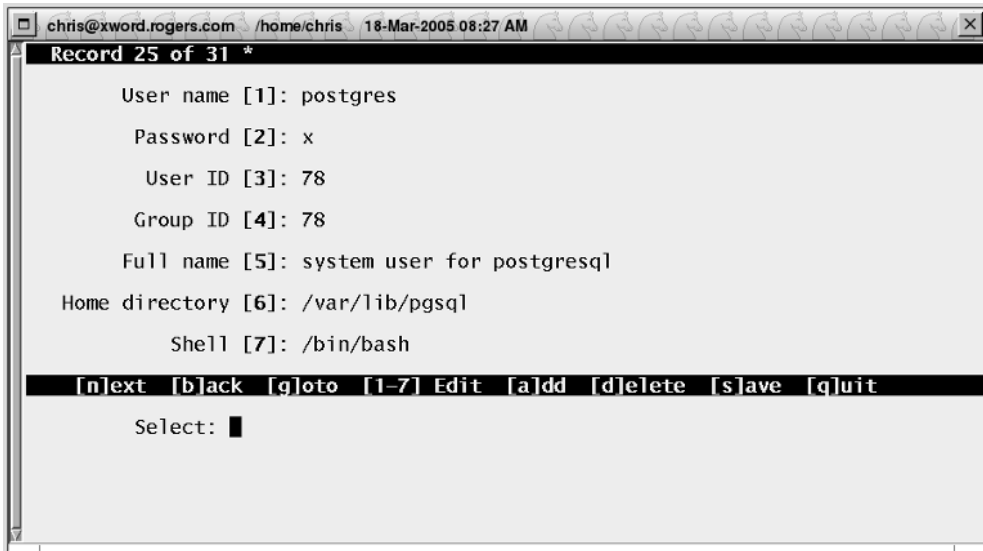 chris@xword.rogers.com /home/chris 18-Mar-2005 08:27 AM
Record 25 of 31 *
User name [1]: postgres
Password [2]: x
User ID [3]: 78
Group ID [4]: 78
Full name [5]: system user for postgresql
Home directory [6]: /var/lib/pgsql
Shell [7]: /bin/bash
[n]ext [b]ack [g]oto [1-7] Edit [a]dd [d]elete [s]ave [q]uit
Select: